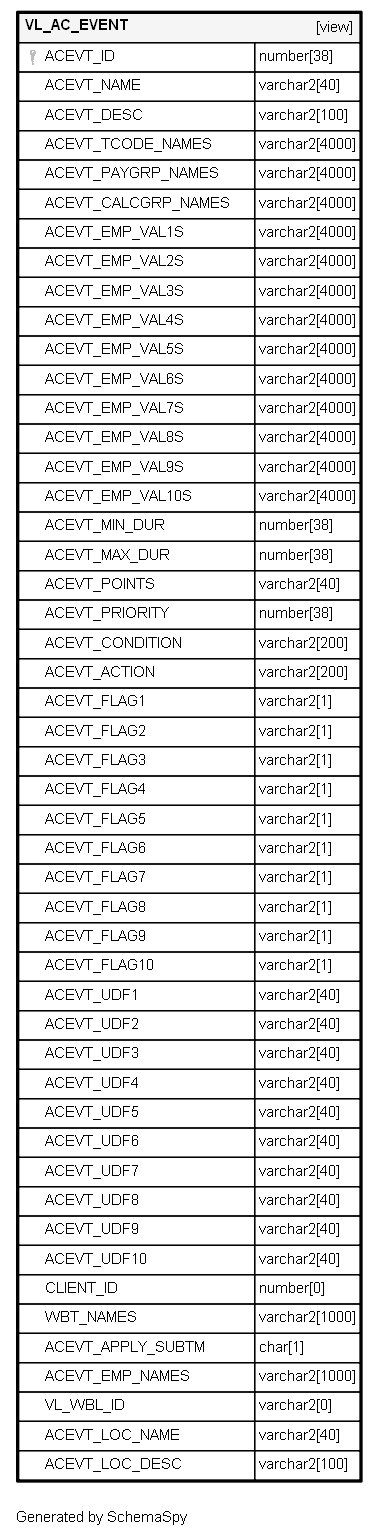 VL_AC_EVENT [view]
ACEVT_ID number[38]
ACEVT_NAME varchar2[40]
ACEVT_DESC varchar2[100]
ACEVT_TCODE_NAMES varchar2[4000]
ACEVT_PAYGRP_NAMES varchar2[4000]
ACEVT_CALCGRP_NAMES varchar2[4000]
ACEVT_EMP_VAL1S varchar2[4000]
ACEVT_EMP_VAL2S varchar2[4000]
ACEVT_EMP_VAL3S varchar2[4000]
ACEVT_EMP_VAL4S varchar2[4000]
ACEVT_EMP_VAL5S varchar2[4000]
ACEVT_EMP_VAL6S varchar2[4000]
ACEVT_EMP_VAL7S varchar2[4000]
ACEVT_EMP_VAL8S varchar2[4000]
ACEVT_EMP_VAL9S varchar2[4000]
ACEVT_EMP_VAL10S varchar2[4000]
ACEVT_MIN_DUR number[38]
ACEVT_MAX_DUR number[38]
ACEVT_POINTS varchar2[40]
ACEVT_PRIORITY number[38]
ACEVT_CONDITION varchar2[200]
ACEVT_ACTION varchar2[200]
ACEVT_FLAG1 varchar2[1]
ACEVT_FLAG2 varchar2[1]
ACEVT_FLAG3 varchar2[1]
ACEVT_FLAG4 varchar2[1]
ACEVT_FLAG5 varchar2[1]
ACEVT_FLAG6 varchar2[1]
ACEVT_FLAG7 varchar2[1]
ACEVT_FLAG8 varchar2[1]
ACEVT_FLAG9 varchar2[1]
ACEVT_FLAG10 varchar2[1]
ACEVT_UDF1 varchar2[40]
ACEVT_UDF2 varchar2[40]
ACEVT_UDF3 varchar2[40]
ACEVT_UDF4 varchar2[40]
ACEVT_UDF5 varchar2[40]
ACEVT_UDF6 varchar2[40]
ACEVT_UDF7 varchar2[40]
ACEVT_UDF8 varchar2[40]
ACEVT_UDF9 varchar2[40]
ACEVT_UDF10 varchar2[40]
CLIENT_ID number[0]
WBT_NAMES varchar2[1000]
ACEVT_APPLY_SUBTM char[1]
ACEVT_EMP_NAMES varchar2[1000]
VL_WBL_ID varchar2[0]
ACEVT_LOC_NAME varchar2[40]
ACEVT_LOC_DESC varchar2[100]
Generated by SchemaSpy